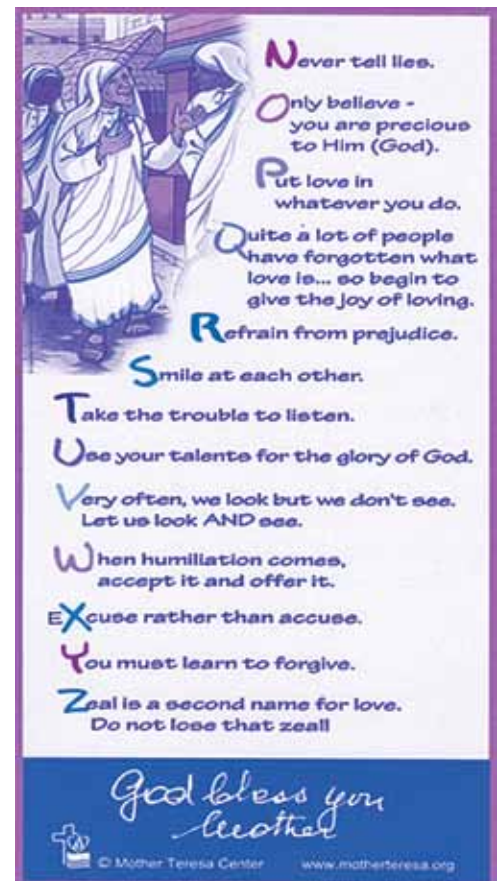 Never tell lies.
Only believe -
you are precious
to Him (God).
Put love in
whatever you do.
Quite a lot of people
have forgotten what
love is... so begin to
give the joy of loving.
Refrain from prejudice.
Smile at each other.
Take the trouble to listen.
Use your talents for the glory of God.
Very often, we look but we don't see.
Let us look AND see.
When humiliation comes,
accept it and offer it.
EXcuse rather than accuse.
You must learn to forgive.
Zeal is a second name for love.
Do not lose that zeal!
God bless you
Mother
© Mother Teresa Center www.motherteresa.org